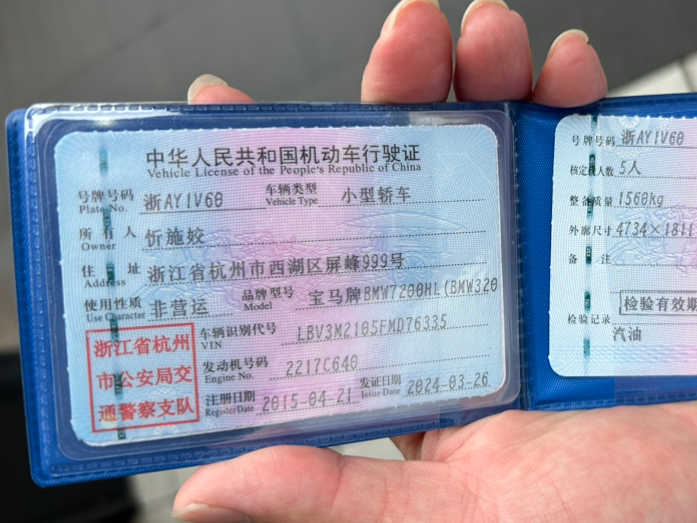 中华人民共和国机动车行驶证
Vehicle License of the People's Republic of China
号牌号码 浙AY1V60 车辆类型 小型轿车
Plate No. Vehicle Type
所有人 忻施姣
Owner
住址 浙江省杭州市西湖区屏峰999号
Address
使用性质 非营运 品牌型号 宝马牌BMW7200HL(BMW320
Use Character Model
浙江省杭州
市公安局交
通警察支队
车辆识别代号 LBV3M2105FMD76335
VIN
发动机号码 2217C640
Engine No.
注册日期 2015-04-21 发证日期 2024-03-26
Register Date Issue Date
号牌号码 浙AY1V60
核定载人数 5人
整备质量 1560kg
外廓尺寸 4734×1811
备注
检验有效期
检验记录
汽油